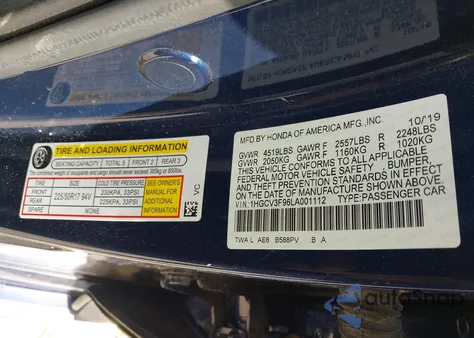 TIRE AND LOADING INFORMATION
SEATING CAPACITY TOTAL 5 FRONT 2 REAR 3
The combined weight of occupants and cargo should never exceed 385kg or 850lbs.
TIRE SIZE COLD TIRE PRESSURE SEE OWNER'S MANUAL FOR ADDITIONAL INFORMATION
FRONT 225/50R17 94V 230KPA, 33PSI
REAR 225KPA, 33PSI
SPARE NONE
VC
MFD BY HONDA OF AMERICA MFG.,INC. 10/19
GVWR 4519LBS GAWR F 2557LBS R 2248LBS
GVWR 2050KG GAWR F 1160KG R 1020KG
THIS VEHICLE CONFORMS TO ALL APPLICABLE
FEDERAL MOTOR VEHICLE SAFETY, BUMPER,
AND THEFT PREVENTION STANDARDS IN EFFECT ON
THE DATE OF MANUFACTURE SHOWN ABOVE.
V.I.N.:1HGCV3F96LA001112 TYPE:PASSENGER CAR
TWA L AE8 B588PV .B A
autoSnap